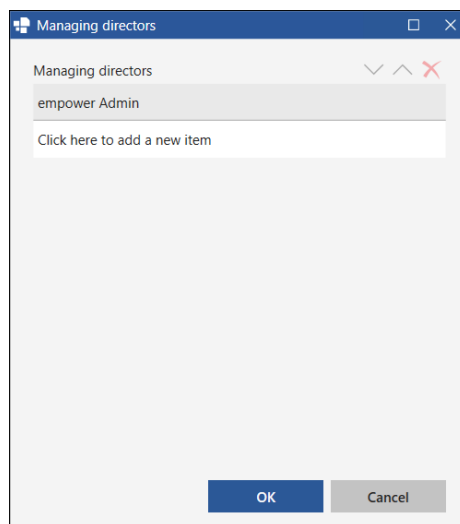 Managing directors
Managing directors
empower Admin
Click here to add a new item
OK
Cancel